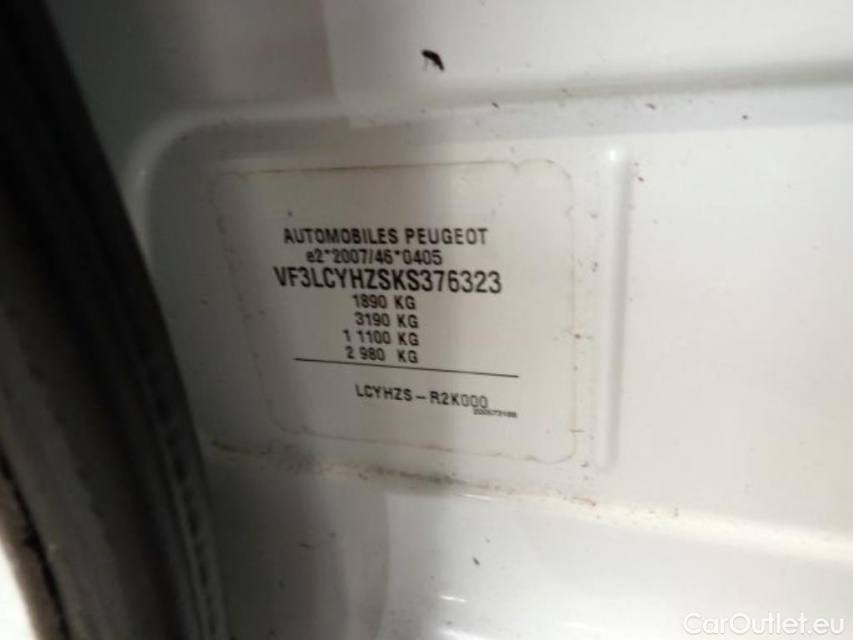 AUTOMOBILES PEUGEOT
e2*2007/46*0405
VF3LCYHZSKS376323
1890 KG
3190 KG
1 1100 KG
2 980 KG
LCYHZS-R2K000
CarOutlet.eu